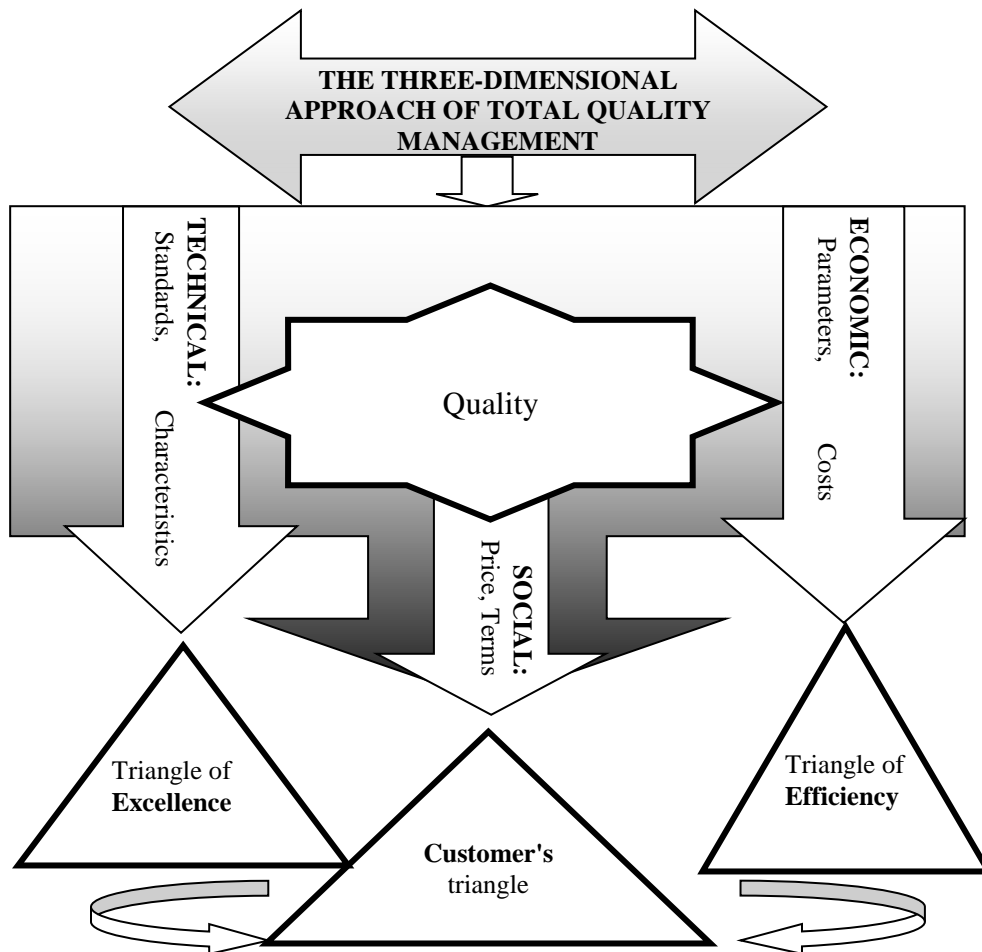 THE THREE-DIMENSIONAL
APPROACH OF TOTAL QUALITY
MANAGEMENT
TECHNICAL:
Standards, Characteristics
Quality
ECONOMIC:
Parameters, Costs
SOCIAL:
Price, Terms
Triangle of
Excellence
Customer's
triangle
Triangle of
Efficiency